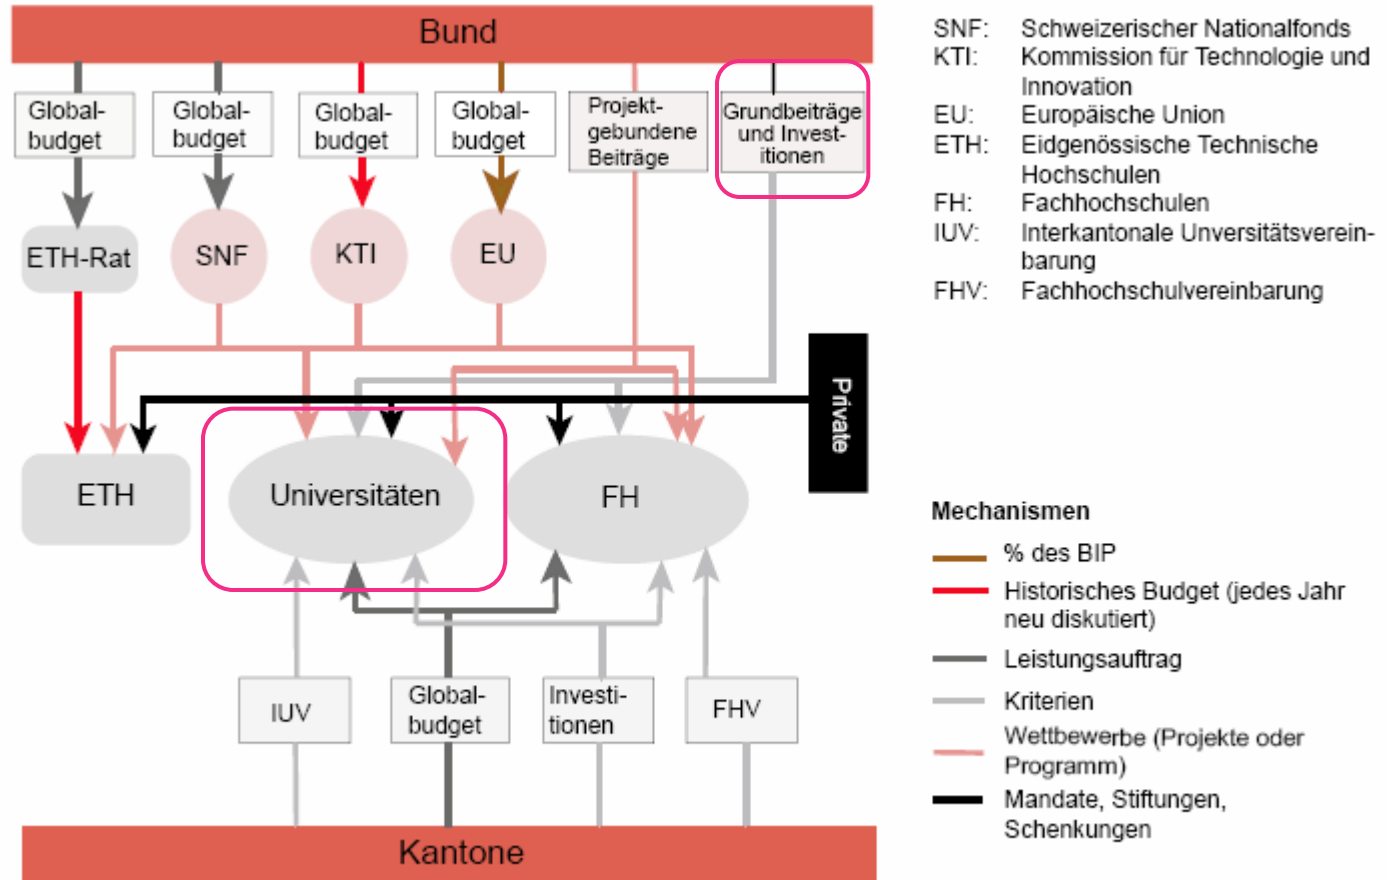 Bund
Global-
budget
Global-
budget
Global-
budget
Global-
budget
Projekt-
gebundene
Beiträge
Grundbeiträge
und Invest-
itionen
ETH-Rat
SNF
KTI
EU
Private
ETH
Universitäten
FH
IUV
Global-
budget
Investi-
tionen
FHV
Kantone
SNF: Schweizerischer Nationalfonds
KTI: Kommission für Technologie und
Innovation
EU: Europäische Union
ETH: Eidgenössische Technische
Hochschulen
FH: Fachhochschulen
IUV: Interkantonale Unversitätsverein-
barung
FHV: Fachhochschulvereinbarung
Mechanismen
% des BIP
Historisches Budget (jedes Jahr
neu diskutiert)
Leistungsauftrag
Kriterien
Wettbewerbe (Projekte oder
Programm)
Mandate, Stiftungen,
Schenkungen